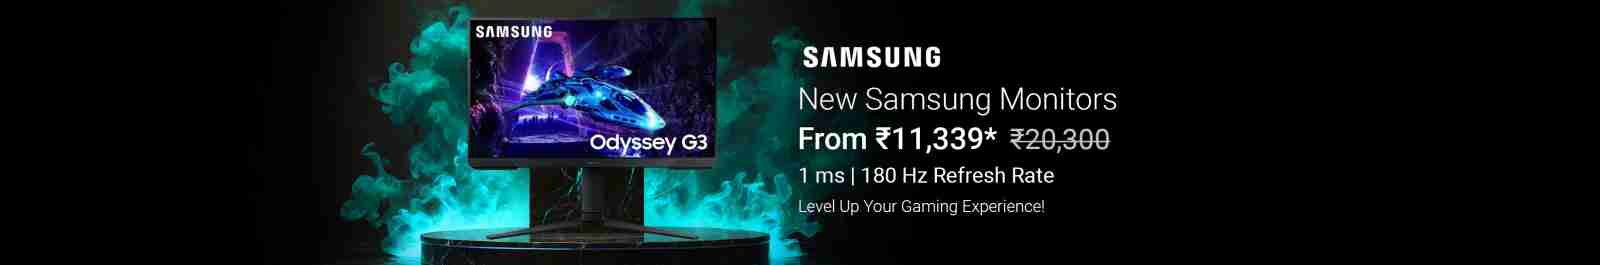 SAMSUNG
Odyssey G3
SAMSUNG
New Samsung Monitors
From ₹11,339* ₹20,300
1 ms | 180 Hz Refresh Rate
Level Up Your Gaming Experience!